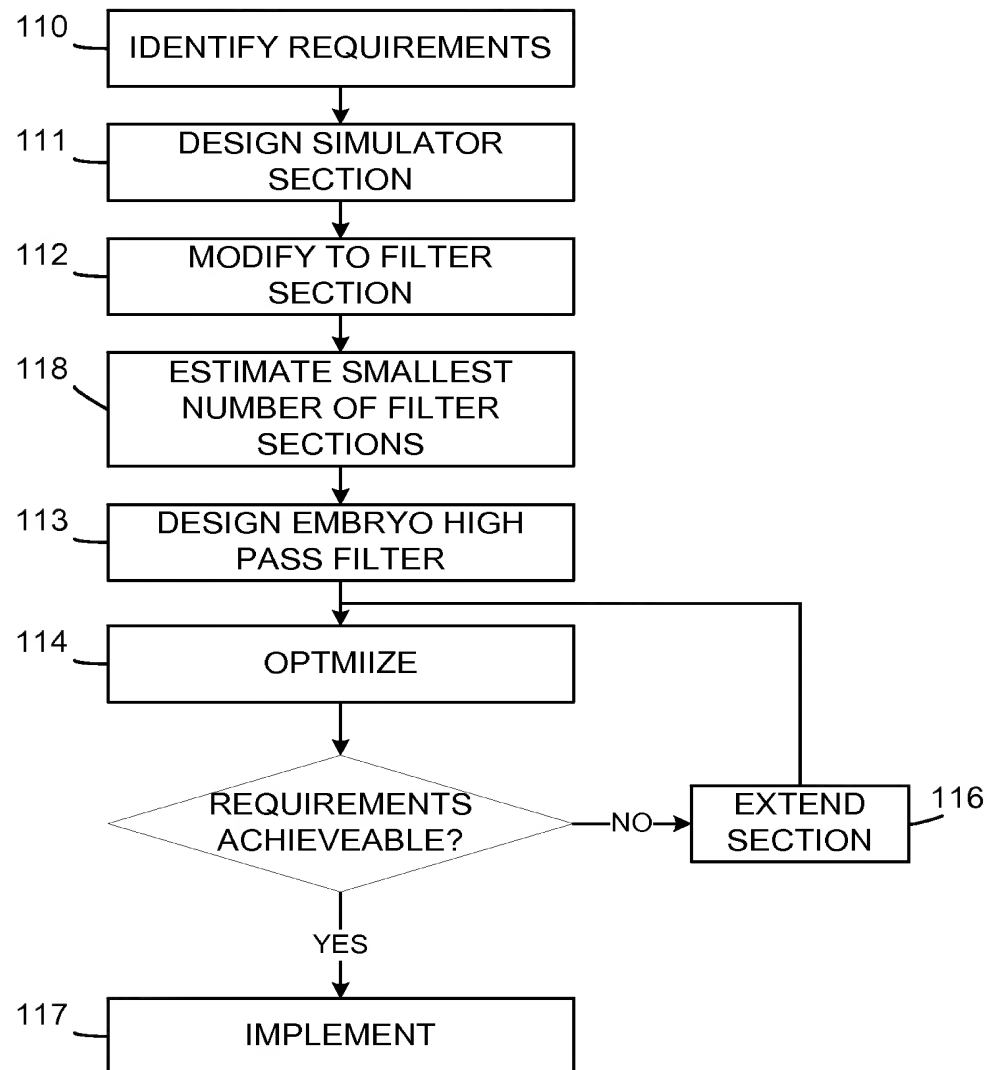 110
IDENTIFY REQUIREMENTS
111
DESIGN SIMULATOR
SECTION
112
MODIFY TO FILTER
SECTION
118
ESTIMATE SMALLEST
NUMBER OF FILTER
SECTIONS
113
DESIGN EMBRYO HIGH
PASS FILTER
114
OPTMIIZE
REQUIREMENTS
ACHIEVEABLE?
NO
EXTEND
SECTION
116
YES
117
IMPLEMENT